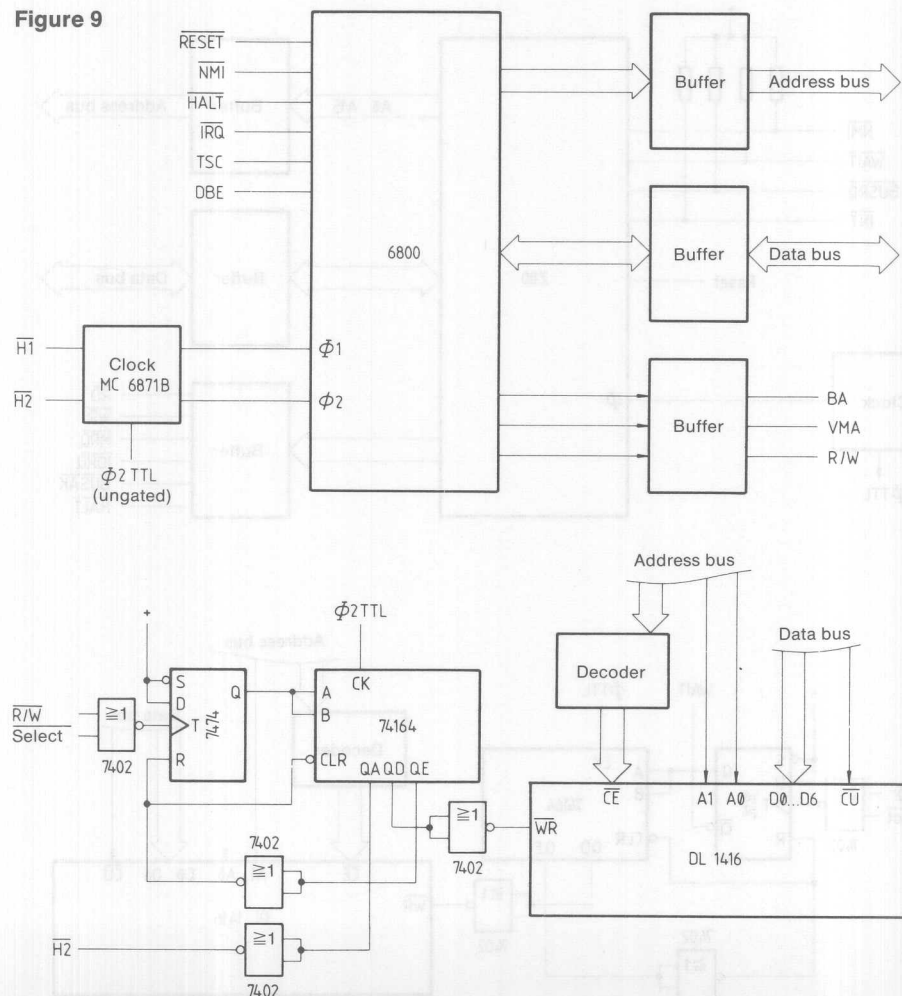 Figure 9
RESET
NMI
HALT
IRQ
TSC
DBE
6800
Buffer
Address bus
Buffer
Data bus
H1
H2
Clock
MC 6871B
Φ1
Φ2
Φ2 TTL
(ungated)
Buffer
BA
VMA
R/W
Address bus
Data bus
+
Φ2TTL
Decoder
S
D
T
R
Q
7474
A
B
CK
74164
CLR
QA QD QE
R/W
Select
≧1
7402
≧1
7402
WR
CE
A1 A0 D0...D6 CU
DL 1416
7402
≧1
H2
≧1
7402